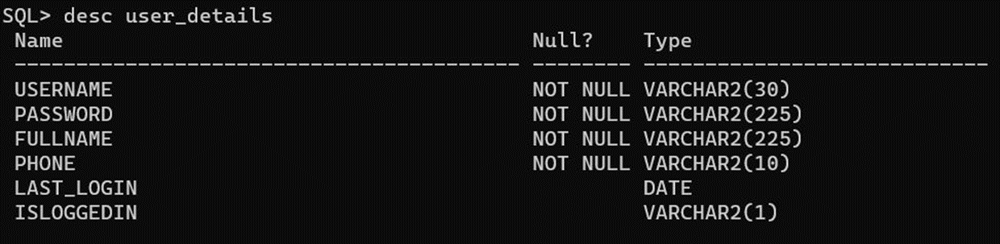 SQL> desc user_details
Name Null? Type
----------------------------------------- -------- ----------------------------
USERNAME NOT NULL VARCHAR2(30)
PASSWORD NOT NULL VARCHAR2(225)
FULLNAME NOT NULL VARCHAR2(225)
PHONE NOT NULL VARCHAR2(10)
LAST_LOGIN DATE
ISLOGGEDIN VARCHAR2(1)